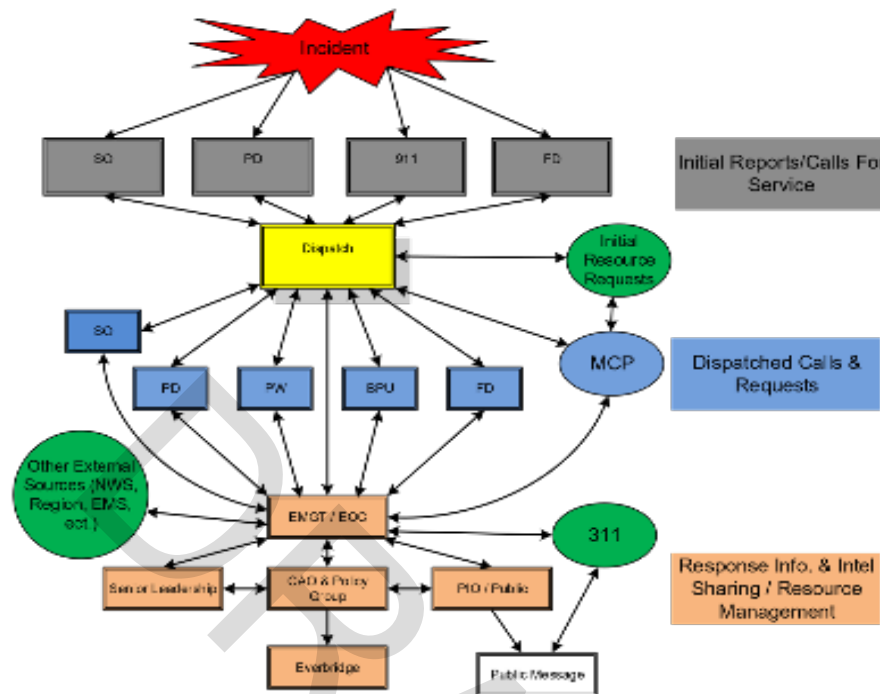 Incident
SO
PD
911
FD
Initial Reports/Calls For
Service
Dispatch
Initial
Resource
Requests
SO
PD
PW
BPU
FD
MCP
Dispatched Calls &
Requests
Other External
Sources (NWS,
Region, EMS,
ect.)
EMGT / EOC
311
Senior Leadership
CAO & Policy
Group
PIO / Public
Response Info. & Intel
Sharing / Resource
Management
Everbridge
Public Message